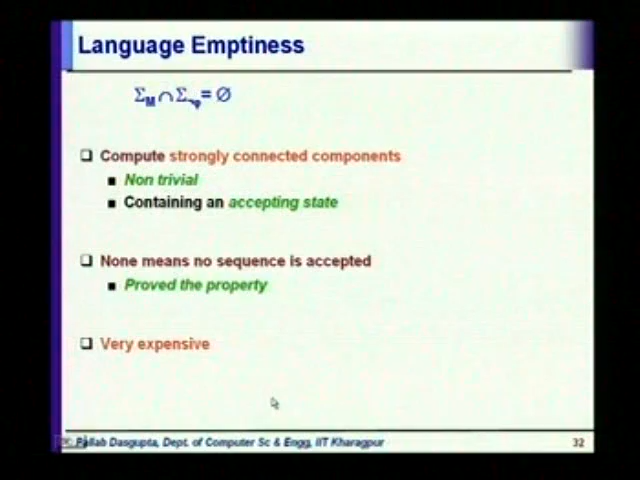 Language Emptiness
Σ_M ∩ Σ_¬φ = Ø
Compute strongly connected components
Non trivial
Containing an accepting state
None means no sequence is accepted
Proved the property
Very expensive
Pallab Dasgupta, Dept. of Computer Sc & Engg, IIT Kharagpur
32